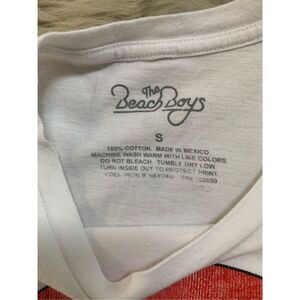 The
Beach Boys
S
100% COTTON. MADE IN MEXICO
MACHINE WASH WARM WITH LIKE COLORS
DO NOT BLEACH. TUMBLE DRY LOW
TURN INSIDE OUT TO PROTECT PRINT
COOL IRON IF NEEDED